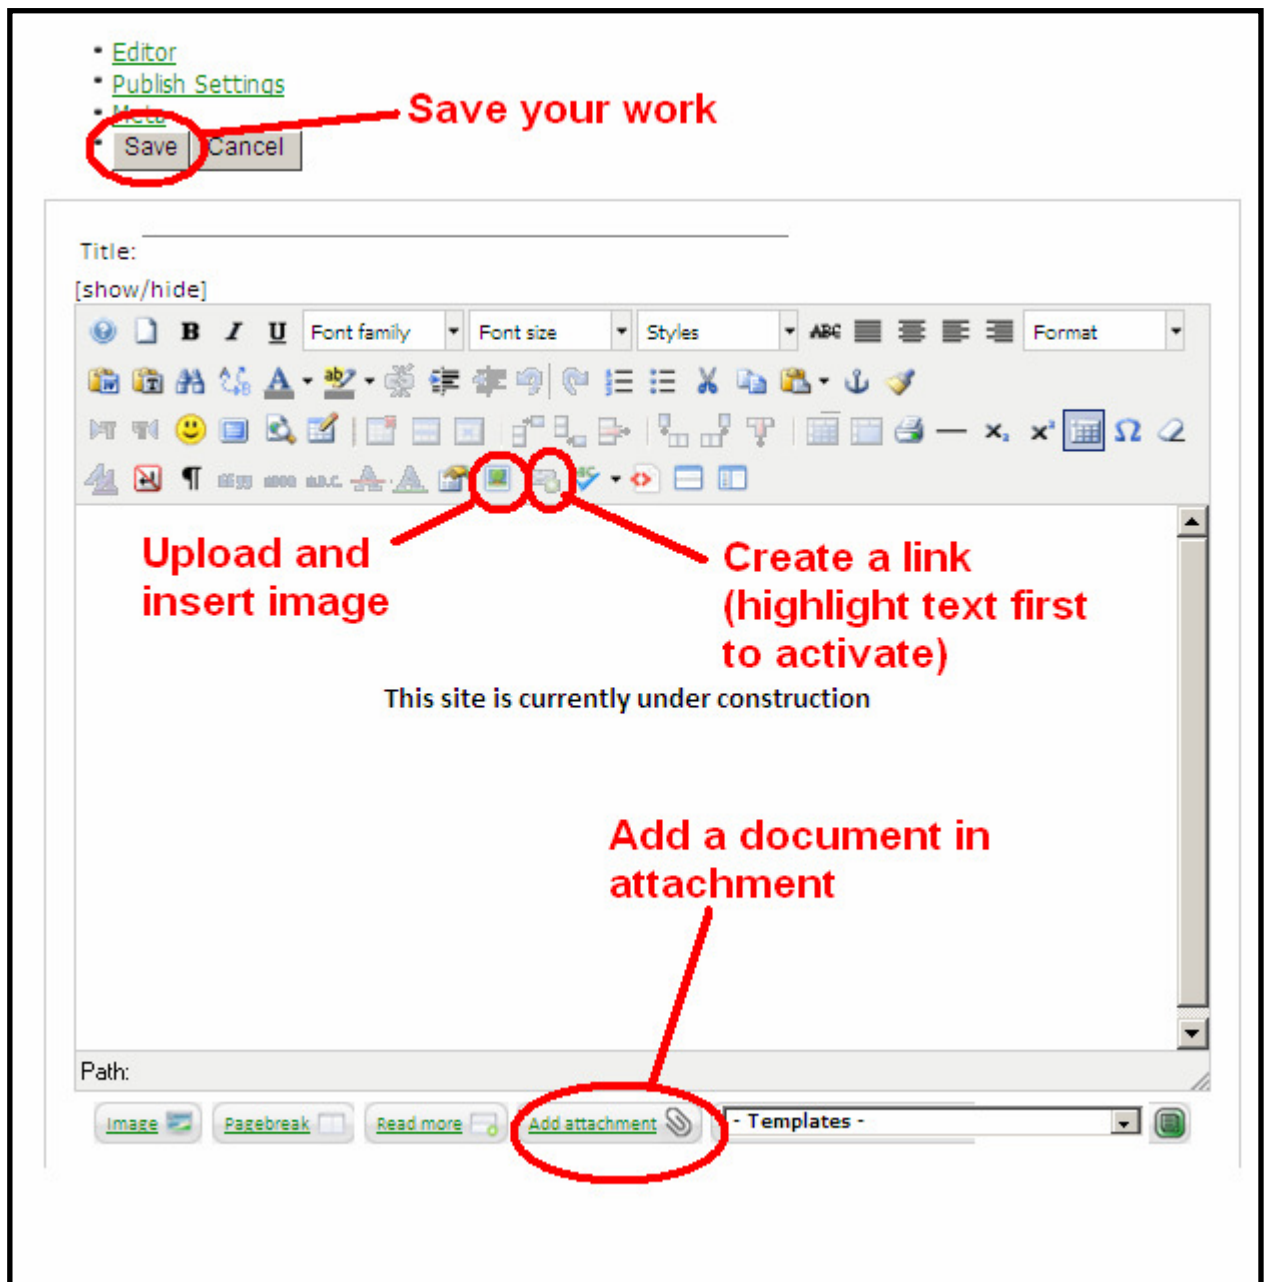 Editor
Publish Settings
Meta
Save your work
Save Cancel
Title:
[show/hide]
B I U Font family Font size Styles ABC Format
Upload and
insert image
Create a link
(highlight text first
to activate)
This site is currently under construction
Add a document in
attachment
Path:
Image Pagebreak Read more Add attachment - Templates -